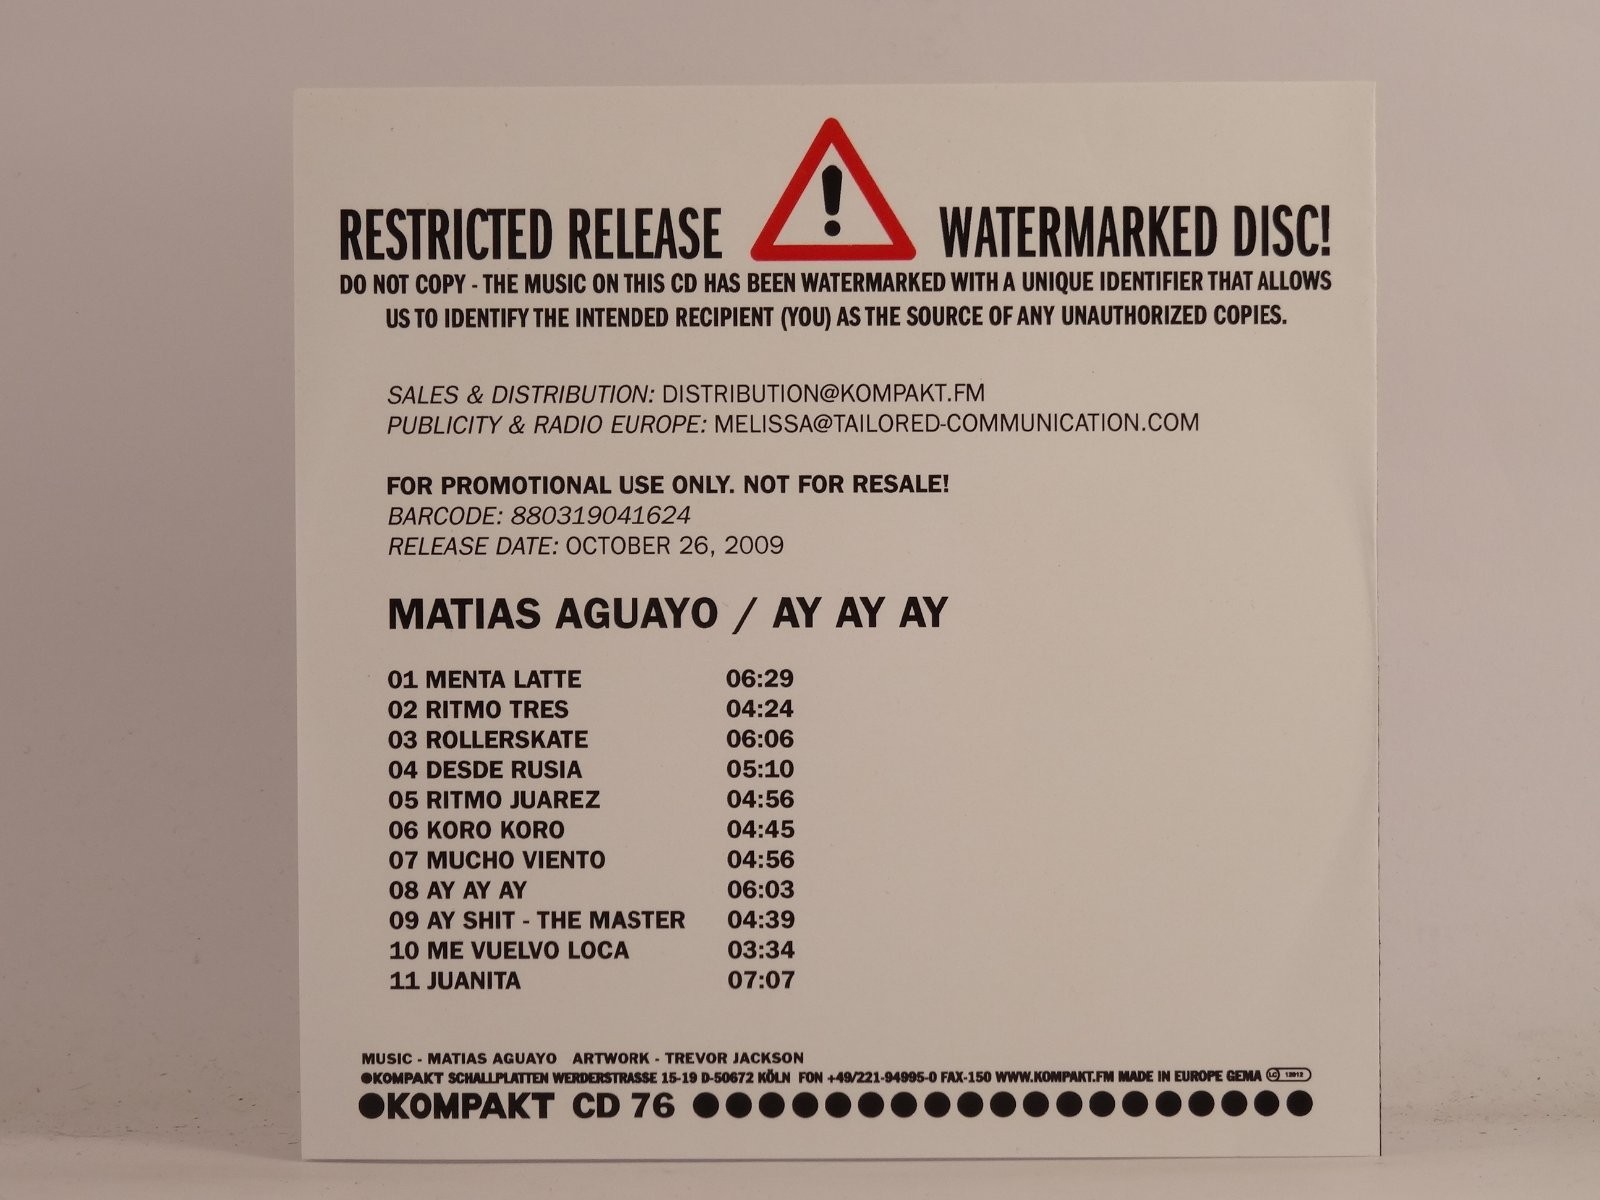 RESTRICTED RELEASE ! WATERMARKED DISC!
DO NOT COPY - THE MUSIC ON THIS CD HAS BEEN WATERMARKED WITH A UNIQUE IDENTIFIER THAT ALLOWS
US TO IDENTIFY THE INTENDED RECIPIENT (YOU) AS THE SOURCE OF ANY UNAUTHORIZED COPIES.
SALES & DISTRIBUTION: DISTRIBUTION@KOMPAKT.FM
PUBLICITY & RADIO EUROPE: MELISSA@TAILORED-COMMUNICATION.COM
FOR PROMOTIONAL USE ONLY. NOT FOR RESALE!
BARCODE: 880319041624
RELEASE DATE: OCTOBER 26, 2009
MATIAS AGUAYO / AY AY AY
01 MENTA LATTE 06:29
02 RITMO TRES 04:24
03 ROLLERSKATE 06:06
04 DESDE RUSIA 05:10
05 RITMO JUAREZ 04:56
06 KORO KORO 04:45
07 MUCHO VIENTO 04:56
08 AY AY AY 06:03
09 AY SHIT - THE MASTER 04:39
10 ME VUELVO LOCA 03:34
11 JUANITA 07:07
MUSIC - MATIAS AGUAYO ARTWORK - TREVOR JACKSON
KOMPAKT SCHALLPLATTEN WERDERSTRASSE 15-19 D-50672 KÖLN FON +49/221-94995-0 FAX-150 WWW.KOMPAKT.FM MADE IN EUROPE GEMA LC
KOMPAKT CD 76